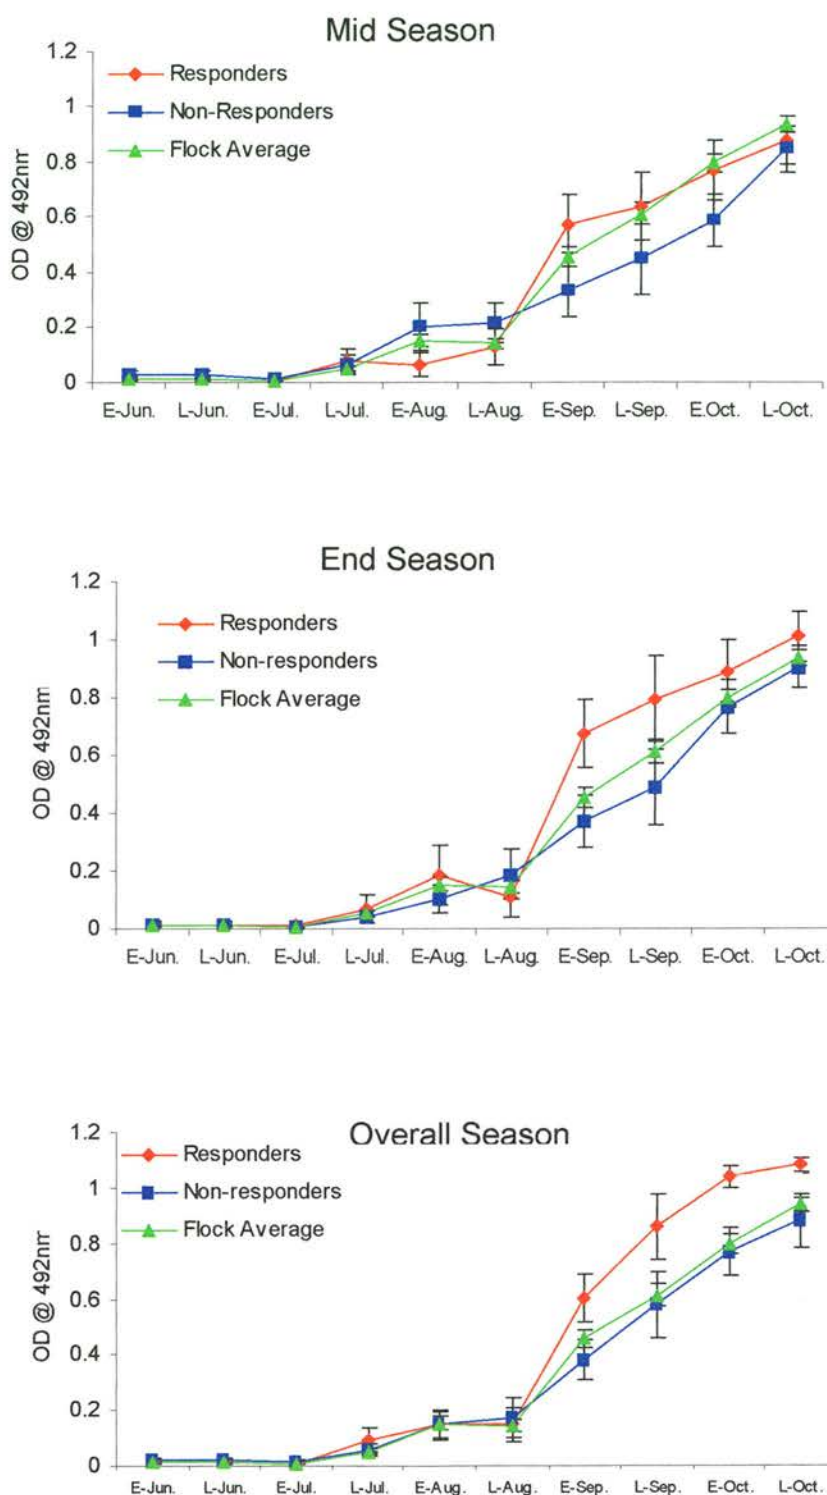 Mid Season
1.2
Responders
1
Non-Responders
0.8
Flock Average
0.6
0.4
0.2
0
OD @ 492nm
E-Jun. L-Jun. E-Jul. L-Jul. E-Aug. L-Aug. E-Sep. L-Sep. E.Oct. L-Oct.
End Season
1.2
Responders
1
Non-responders
0.8
Flock Average
0.6
0.4
0.2
0
OD @ 492nm
E-Jun. L-Jun. E-Jul. L-Jul. E-Aug. L-Aug. E-Sep. L-Sep. E-Oct. L-Oct.
Overall Season
1.2
Responders
1
Non-responders
0.8
Flock Average
0.6
0.4
0.2
0
OD @ 492nm
E-Jun. L-Jun. E-Jul. L-Jul. E-Aug. L-Aug. E-Sep. L-Sep. E-Oct. L-Oct.